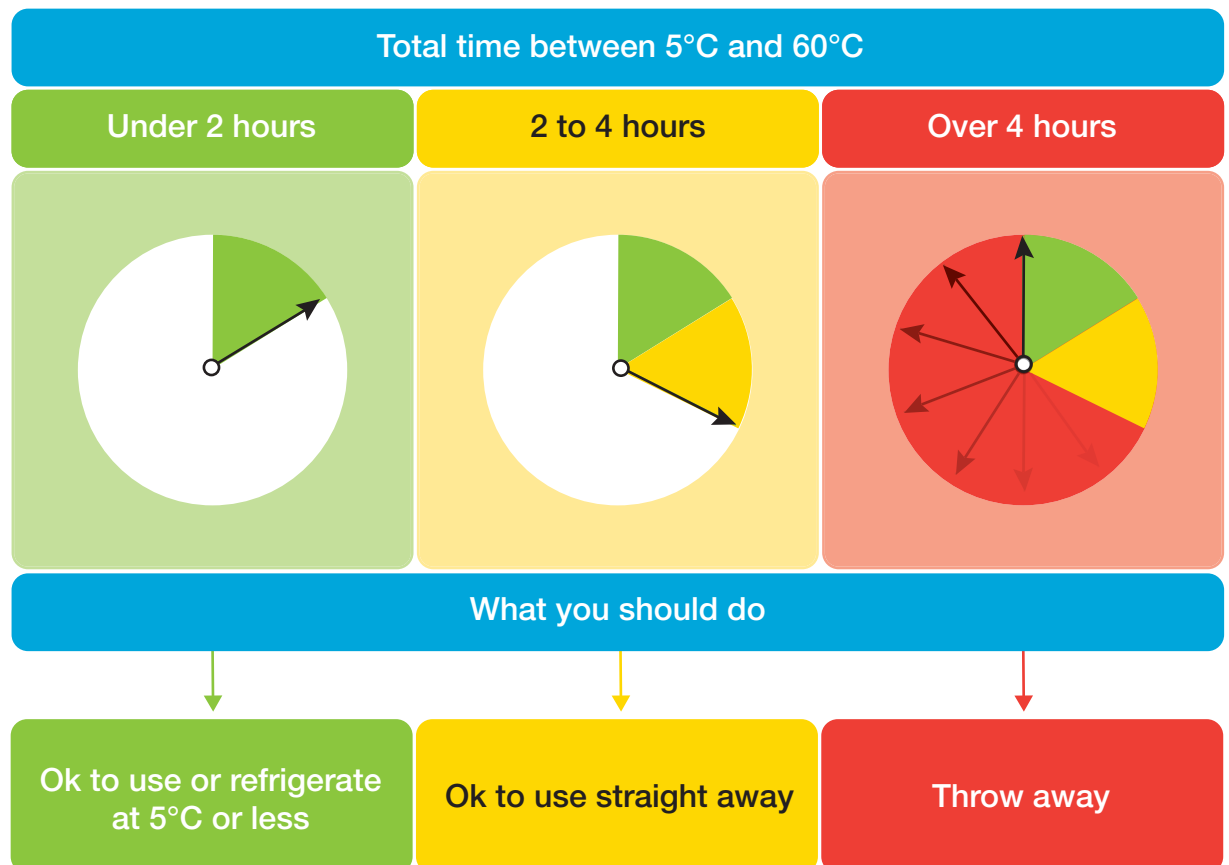 Total time between 5°C and 60°C
Under 2 hours
2 to 4 hours
Over 4 hours
What you should do
Ok to use or refrigerate
at 5°C or less
Ok to use straight away
Throw away